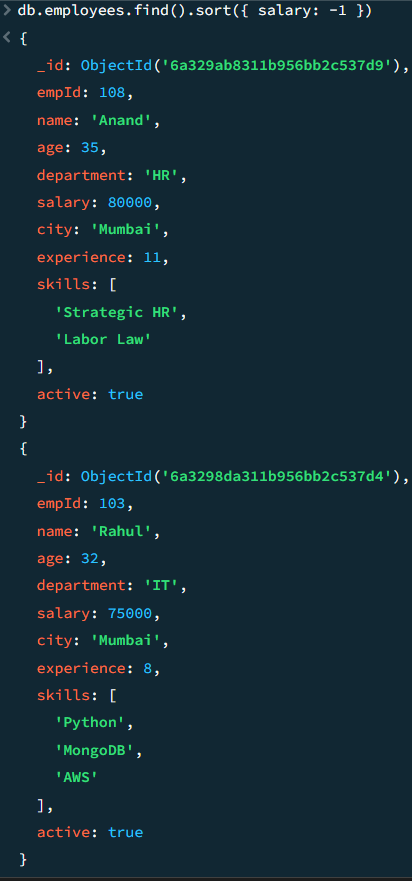 db.employees.find().sort({ salary: -1 })
{
_id: ObjectId('6a329ab8311b956bb2c537d9'),
empId: 108,
name: 'Anand',
age: 35,
department: 'HR',
salary: 80000,
city: 'Mumbai',
experience: 11,
skills: [
'Strategic HR',
'Labor Law'
],
active: true
}
{
_id: ObjectId('6a3298da311b956bb2c537d4'),
empId: 103,
name: 'Rahul',
age: 32,
department: 'IT',
salary: 75000,
city: 'Mumbai',
experience: 8,
skills: [
'Python',
'MongoDB',
'AWS'
],
active: true
}